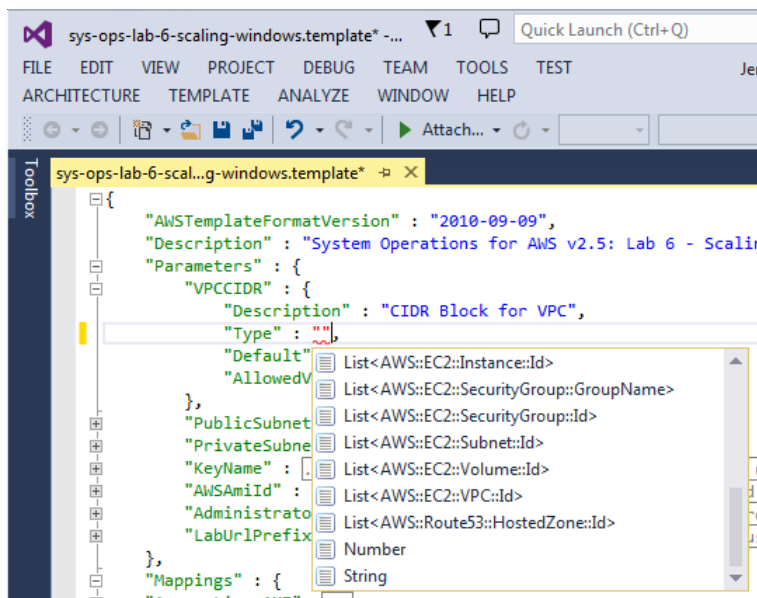 sys-ops-lab-6-scaling-windows.template* -... 1 Quick Launch (Ctrl+Q)
FILE EDIT VIEW PROJECT DEBUG TEAM TOOLS TEST Je
ARCHITECTURE TEMPLATE ANALYZE WINDOW HELP
Attach...
Toolbox
sys-ops-lab-6-scal...g-windows.template*
{
"AWSTemplateFormatVersion" : "2010-09-09",
"Description" : "System Operations for AWS v2.5: Lab 6 - Scalin
"Parameters" : {
"VPCCIDR" : {
"Description" : "CIDR Block for VPC",
"Type" : "",
"Default"
"AllowedV
},
"PublicSubnet
"PrivateSubne
"KeyName" : 
"AWSAmiId" :
"Administrato
"LabUrlPrefix
},
"Mappings" : {
List<AWS::EC2::Instance::Id>
List<AWS::EC2::SecurityGroup::GroupName>
List<AWS::EC2::SecurityGroup::Id>
List<AWS::EC2::Subnet::Id>
List<AWS::EC2::Volume::Id>
List<AWS::EC2::VPC::Id>
List<AWS::Route53::HostedZone::Id>
Number
String